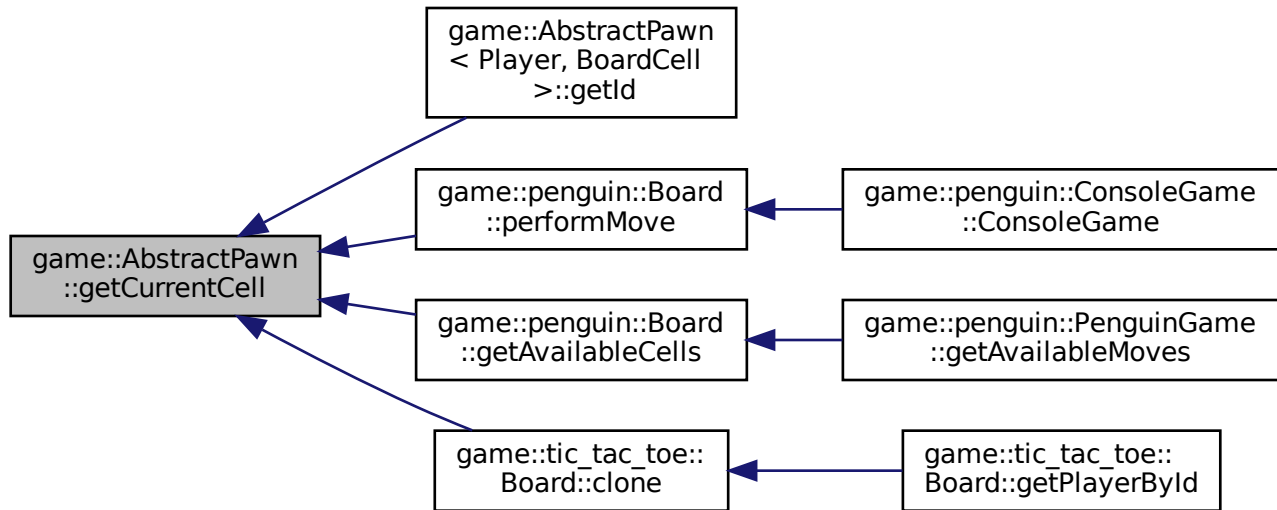 game::AbstractPawn
< Player, BoardCell
>::getId
game::penguin::Board
::performMove
game::penguin::ConsoleGame
::ConsoleGame
game::AbstractPawn
::getCurrentCell
game::penguin::Board
::getAvailableCells
game::penguin::PenguinGame
::getAvailableMoves
game::tic_tac_toe::
Board::clone
game::tic_tac_toe::
Board::getPlayerById